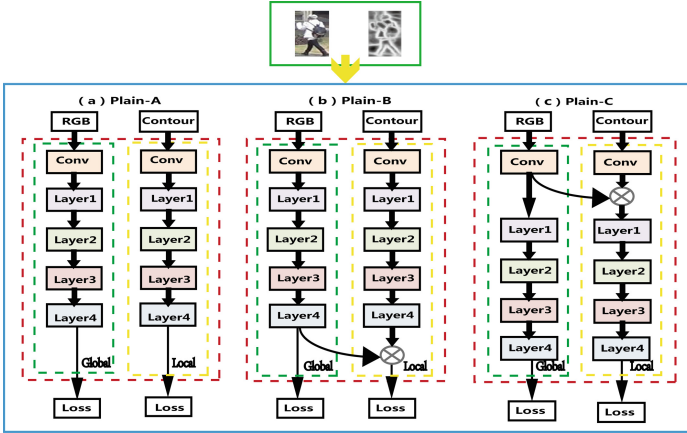 ( a ) Plain-A ( b ) Plain-B ( c ) Plain-C
RGB Contour RGB Contour RGB Contour
Conv Conv Conv Conv Conv Conv
Layer1 Layer1 Layer1 Layer1
Layer1 Layer1
Layer2 Layer2 Layer2 Layer2
Layer2 Layer2
Layer3 Layer3 Layer3 Layer3
Layer3 Layer3
Layer4 Layer4 Layer4 Layer4
Layer4 Layer4
Global Local Global Local Global Local
Loss Loss Loss Loss Loss Loss